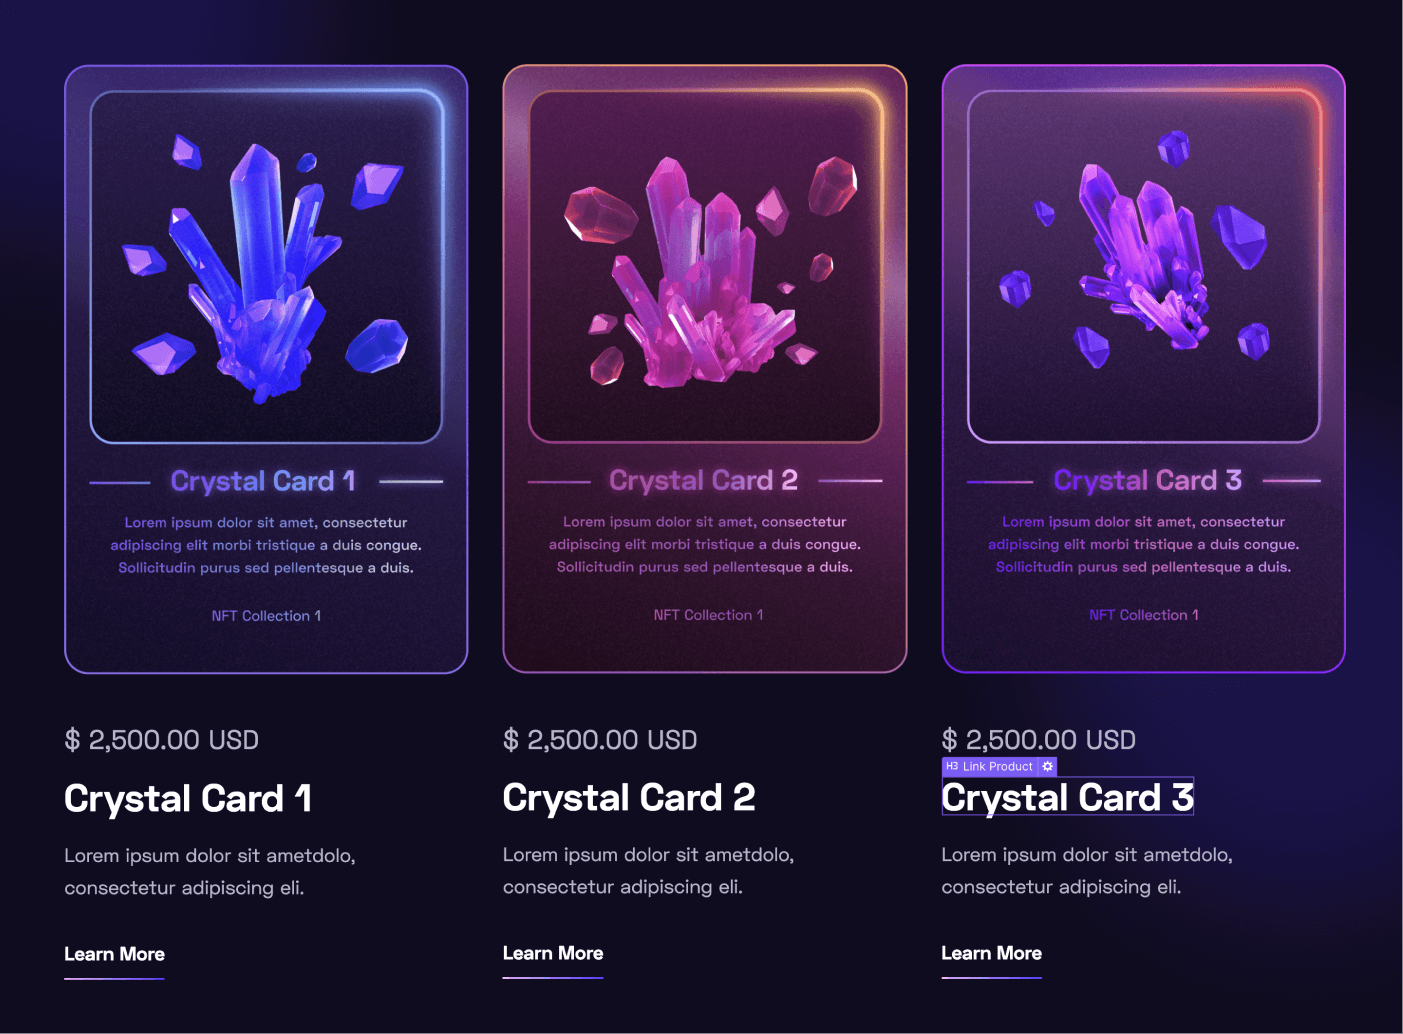 Crystal Card 1
Lorem ipsum dolor sit amet, consectetur
adipiscing elit morbi tristique a duis congue.
Sollicitudin purus sed pellentesque a duis.
NFT Collection 1
$ 2,500.00 USD
Crystal Card 1
Lorem ipsum dolor sit ametdolo,
consectetur adipiscing eli.
Learn More
Crystal Card 2
Lorem ipsum dolor sit amet, consectetur
adipiscing elit morbi tristique a duis congue.
Sollicitudin purus sed pellentesque a duis.
NFT Collection 1
$ 2,500.00 USD
Crystal Card 2
Lorem ipsum dolor sit ametdolo,
consectetur adipiscing eli.
Learn More
Crystal Card 3
Lorem ipsum dolor sit amet, consectetur
adipiscing elit morbi tristique a duis congue.
Sollicitudin purus sed pellentesque a duis.
NFT Collection 1
$ 2,500.00 USD
H3 Link Product
Crystal Card 3
Lorem ipsum dolor sit ametdolo,
consectetur adipiscing eli.
Learn More